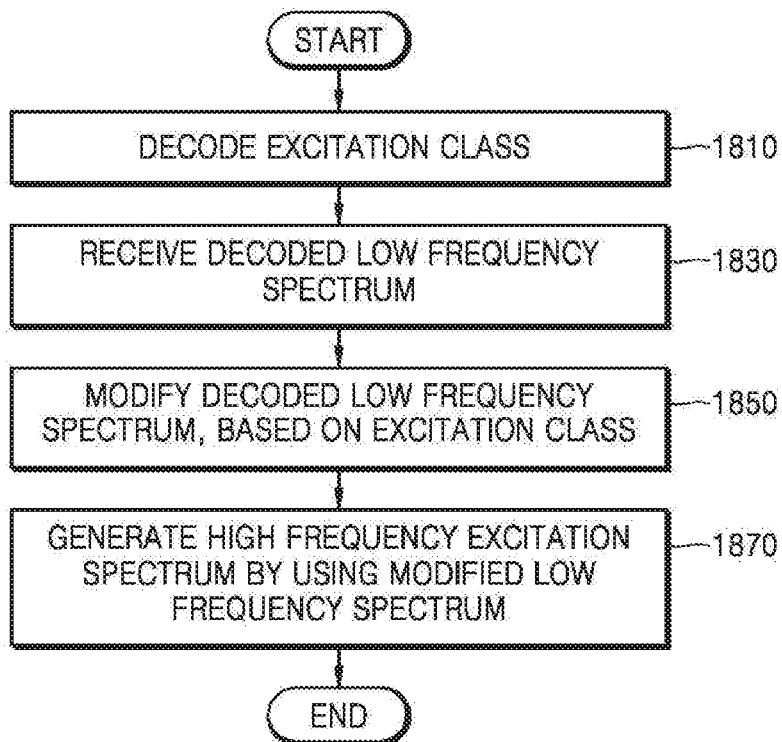 START
DECODE EXCITATION CLASS
1810
RECEIVE DECODED LOW FREQUENCY
SPECTRUM
1830
MODIFY DECODED LOW FREQUENCY
SPECTRUM, BASED ON EXCITATION CLASS
1850
GENERATE HIGH FREQUENCY EXCITATION
SPECTRUM BY USING MODIFIED LOW
FREQUENCY SPECTRUM
1870
END